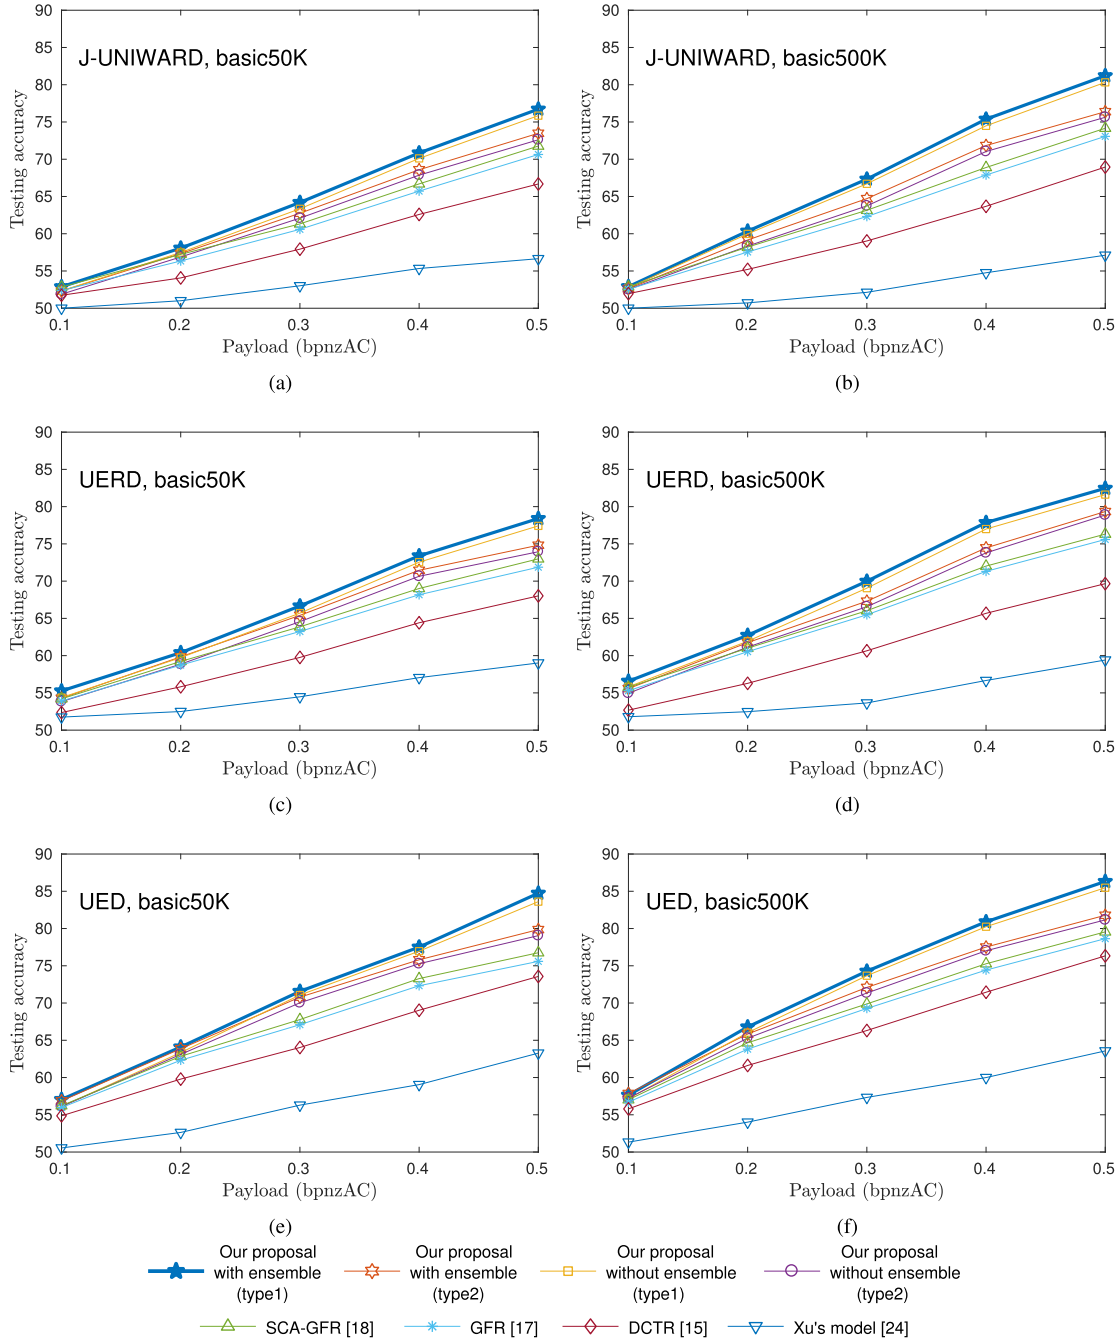 J-UNIWARD, basic50K
Testing accuracy
90
85
80
75
70
65
60
55
50
0.1 0.2 0.3 0.4 0.5
Payload (bpnzAC)
(a)
J-UNIWARD, basic500K
Testing accuracy
90
85
80
75
70
65
60
55
50
0.1 0.2 0.3 0.4 0.5
Payload (bpnzAC)
(b)
UERD, basic50K
Testing accuracy
90
85
80
75
70
65
60
55
50
0.1 0.2 0.3 0.4 0.5
Payload (bpnzAC)
(c)
UERD, basic500K
Testing accuracy
90
85
80
75
70
65
60
55
50
0.1 0.2 0.3 0.4 0.5
Payload (bpnzAC)
(d)
UED, basic50K
Testing accuracy
90
85
80
75
70
65
60
55
50
0.1 0.2 0.3 0.4 0.5
Payload (bpnzAC)
(e)
UED, basic500K
Testing accuracy
90
85
80
75
70
65
60
55
50
0.1 0.2 0.3 0.4 0.5
Payload (bpnzAC)
(f)
Our proposal
with ensemble
(type1)
Our proposal
with ensemble
(type2)
Our proposal
without ensemble
(type1)
Our proposal
without ensemble
(type2)
SCA-GFR [18]
GFR [17]
DCTR [15]
Xu's model [24]